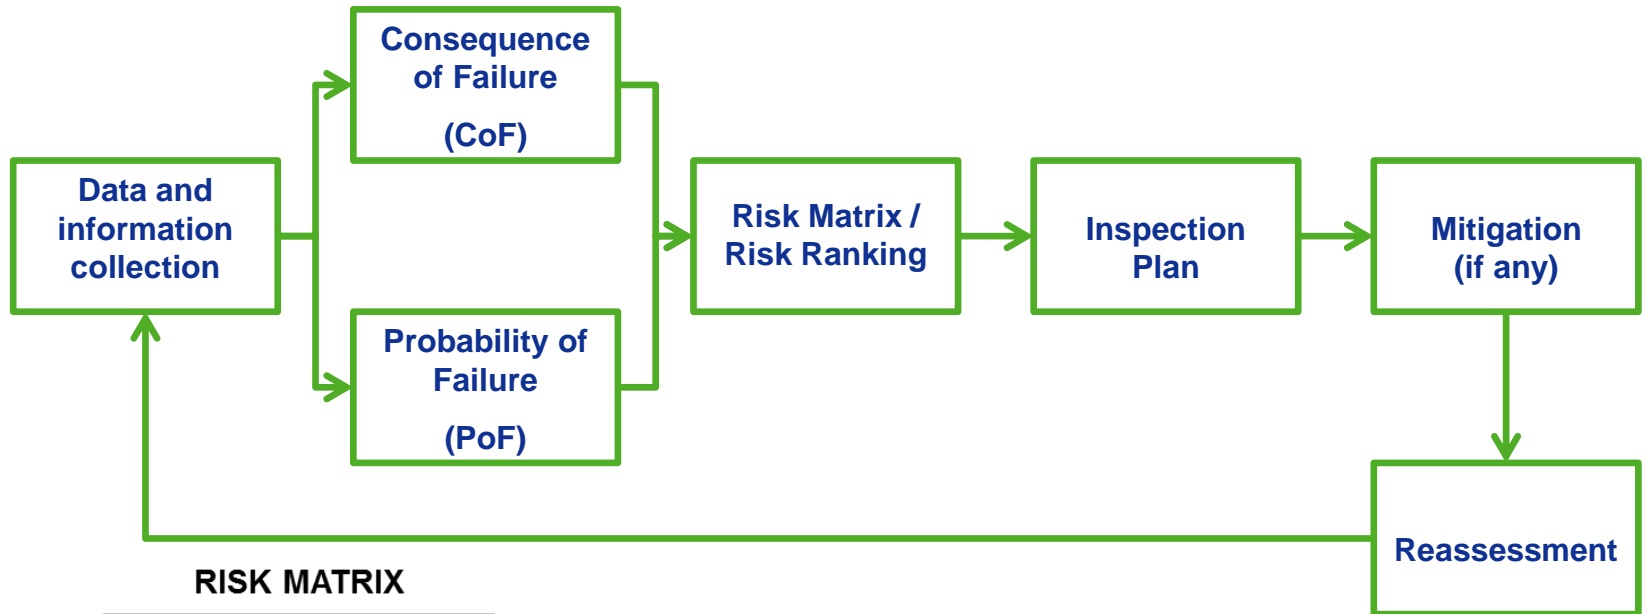 Data and
information
collection
Consequence
of Failure
(CoF)
Probability of
Failure
(PoF)
Risk Matrix /
Risk Ranking
Inspection
Plan
Mitigation
(if any)
Reassessment
RISK MATRIX